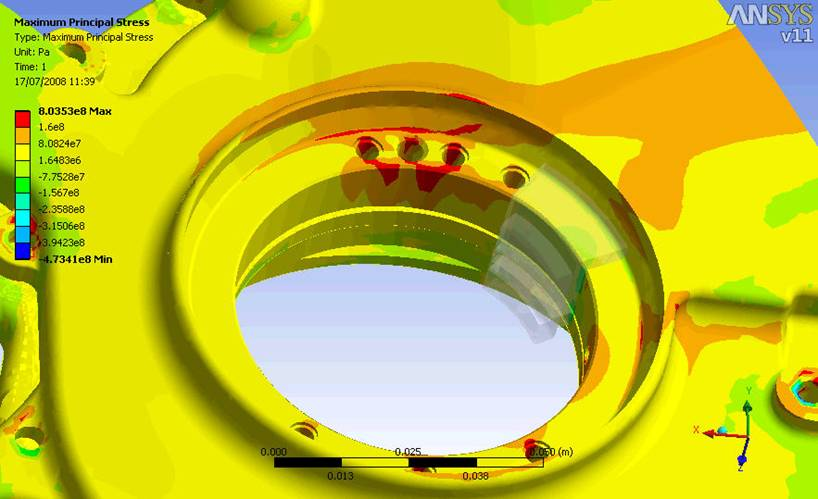 Maximum Principal Stress
Type: Maximum Principal Stress
Unit: Pa
Time: 1
17/07/2008 11:39
8.0353e8 Max
1.6e8
8.0824e7
1.6483e6
-7.7528e7
-1.567e8
-2.3588e8
-3.1506e8
-3.9423e8
-4.7341e8 Min
ANSYS
v11
Y
X
Z
0.000
0.025
0.050 (m)
0.013
0.038